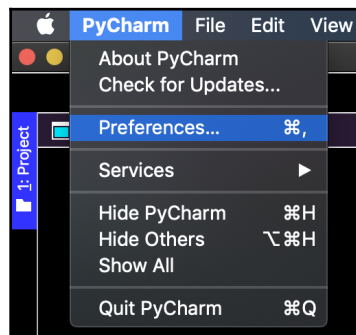 PyCharm File Edit View
About PyCharm
Check for Updates...
Preferences... ⌘,
Services ▶
Hide PyCharm ⌘H
Hide Others ⌥⌘H
Show All
Quit PyCharm ⌘Q
1: Project